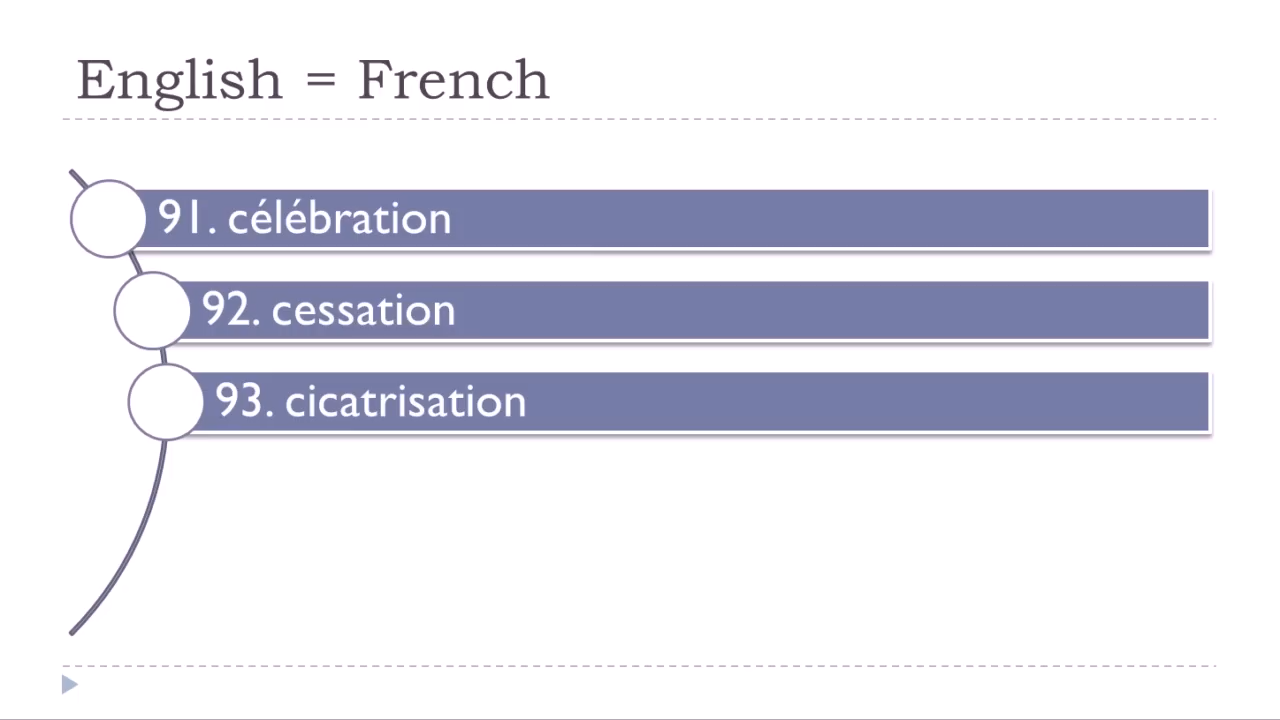 English = French
91. célébration
92. cessation
93. cicatrisation